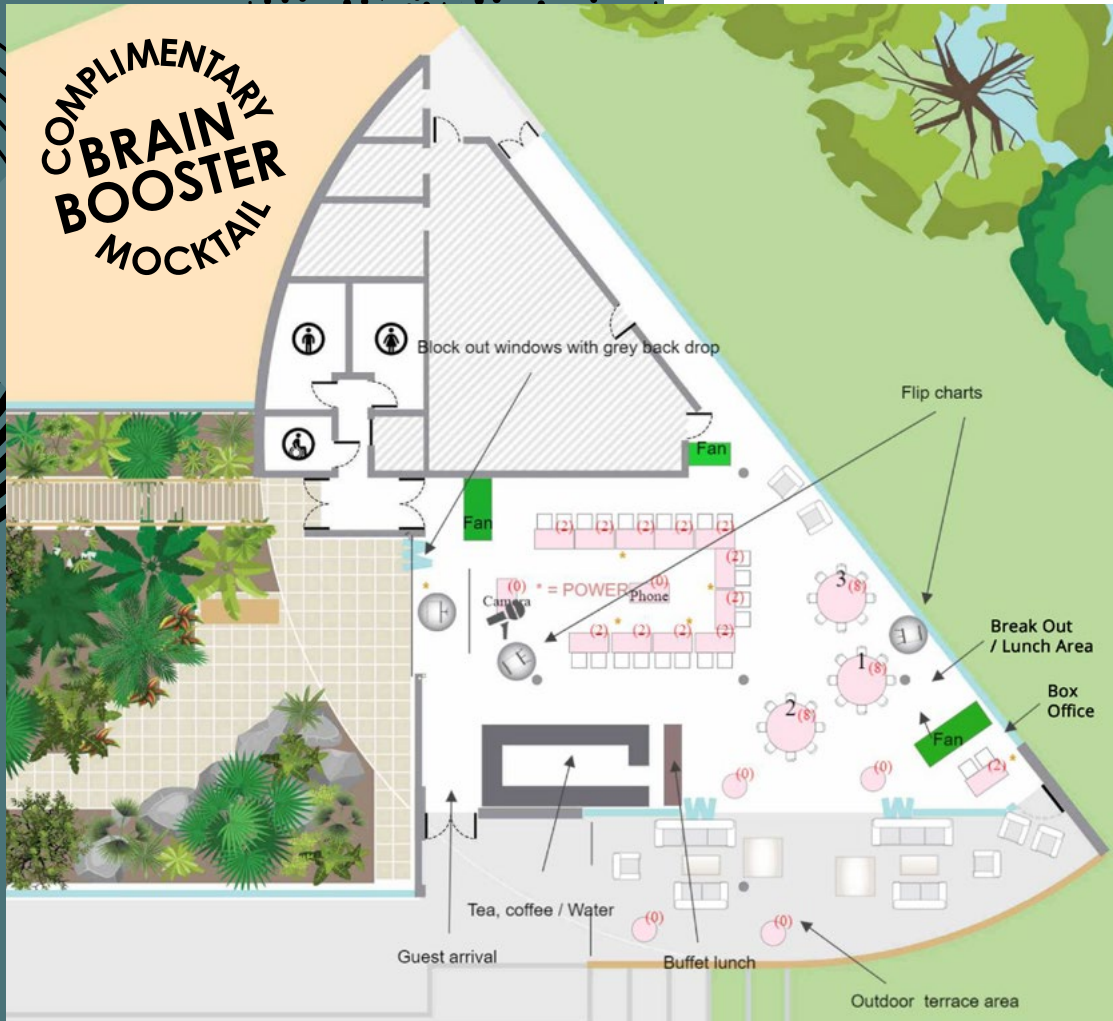 COMPLIMENTARY
BRAIN
BOOSTER
MOCKTAIL
Block out windows with grey back drop
Flip charts
Fan
Fan
(2) (2) (2) (2) (2)
(2)
(2)
(0) * = POWER (0)
Camera
Phone
(2) (2) (2) (2)
3
(8)
1
(8)
2
(8)
Break Out
/ Lunch Area
Box
Office
Fan
(2)
(0) (0)
W
W
W
Tea, coffee / Water
(0) (0)
Guest arrival
Buffet lunch
Outdoor terrace area